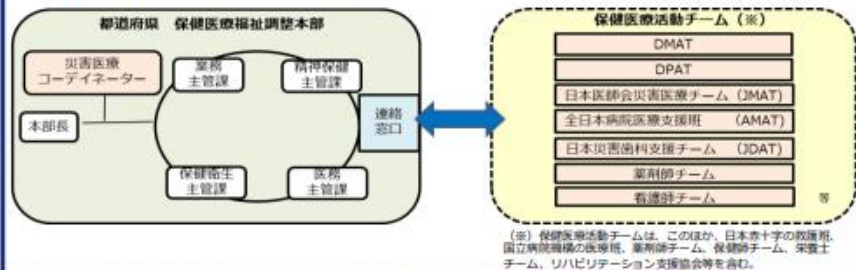 都道府県 保健医療福祉調整本部
災害医療
コーデイネーター
本部長
薬務
主管課
精神保健
主管課
保健衛生
主管課
医務
主管課
連絡
窓口
保健医療活動チーム（※）
DMAT
DPAT
日本医師会災害医療チーム（JMAT)
全日本病院医療支援班 （AMAT)
日本災害歯科支援チーム （JDAT)
薬剤師チーム
看護師チーム
等
（※）保健医療活動チームは、このほか、日本赤十字の救護班、
国立病院機構の医療班、薬剤師チーム、保健師チーム、栄養士
チーム、リハビリテーション支援協会等を含む。